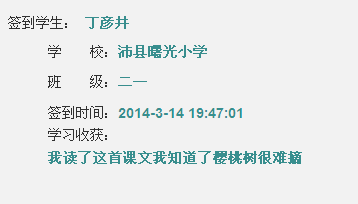 签到学生： 丁彦井
学 校：沛县曙光小学
班 级：二一
签到时间：2014-3-14 19:47:01
学习收获：
我读了这首课文我知道了樱桃树很难摘